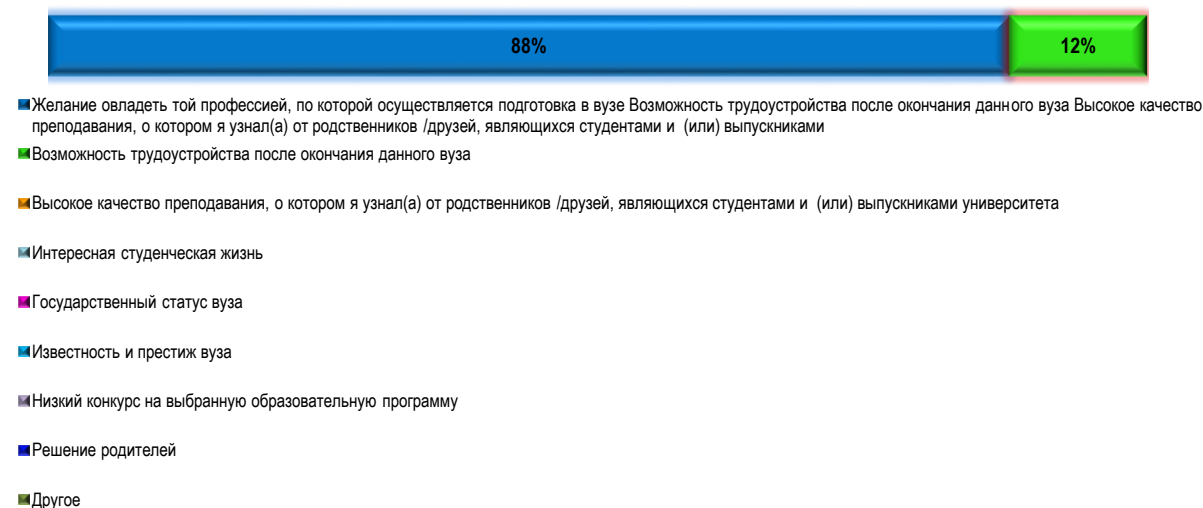 88% 12%
Желание овладеть той профессией, по которой осуществляется подготовка в вузе Возможность трудоустройства после окончания данного вуза Высокое качество
преподавания, о котором я узнал(а) от родственников /друзей, являющихся студентами и (или) выпускниками
Возможность трудоустройства после окончания данного вуза
Высокое качество преподавания, о котором я узнал(а) от родственников /друзей, являющихся студентами и (или) выпускниками университета
Интересная студенческая жизнь
Государственный статус вуза
Известность и престиж вуза
Низкий конкурс на выбранную образовательную программу
Решение родителей
Другое